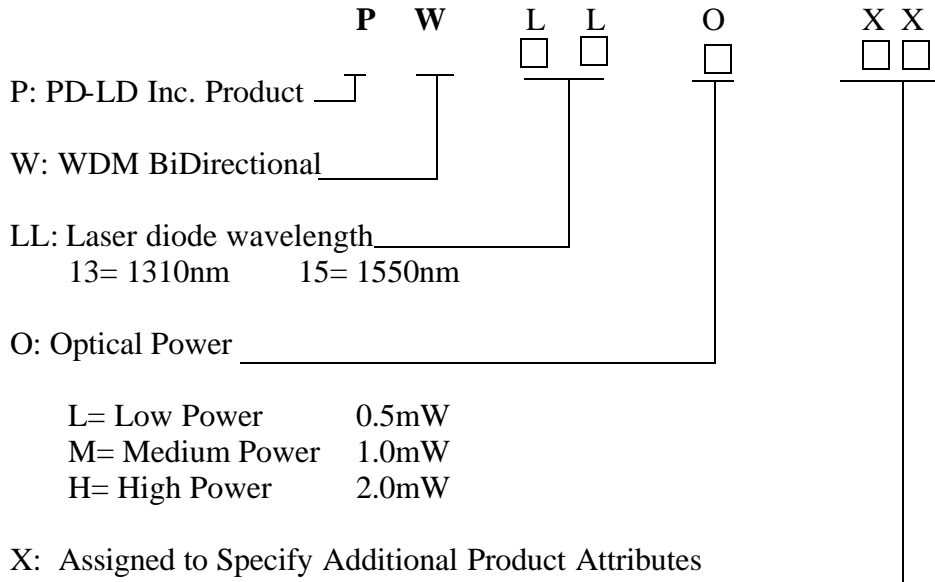 P W L L O X X
P: PD-LD Inc. Product
W: WDM BiDirectional
LL: Laser diode wavelength
13= 1310nm 15= 1550nm
O: Optical Power
L= Low Power 0.5mW
M= Medium Power 1.0mW
H= High Power 2.0mW
X: Assigned to Specify Additional Product Attributes